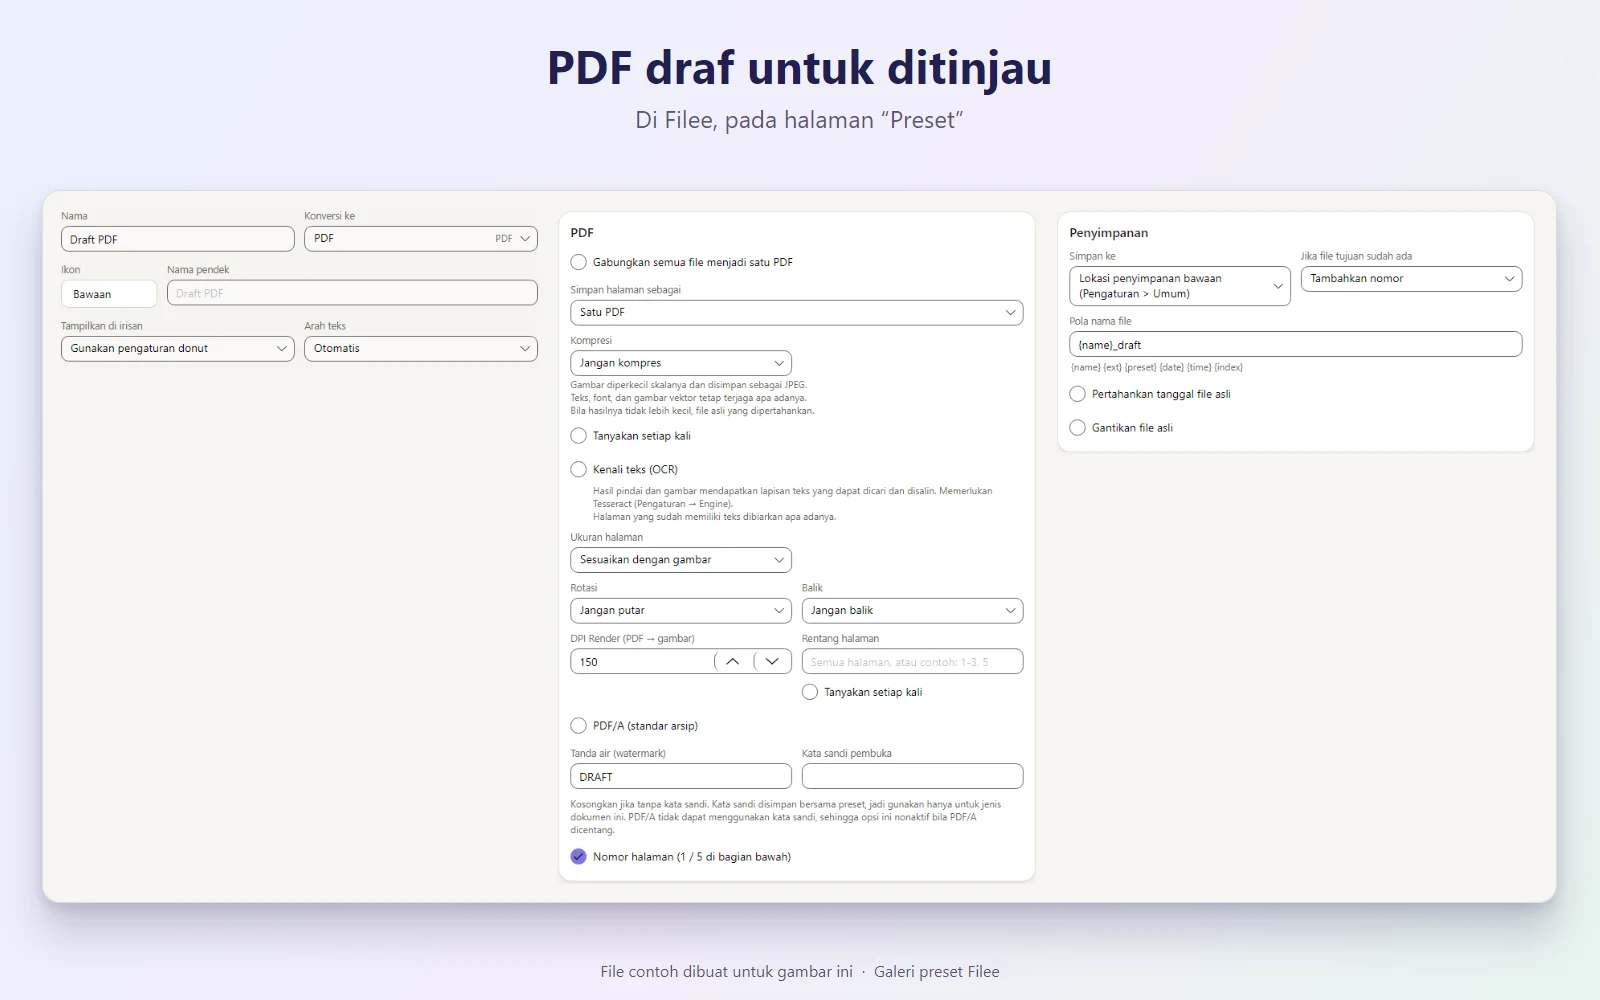 PDF draf untuk ditinjau
Di Filee, pada halaman “Preset”
Nama
Draft PDF
Konversi ke
PDF PDF
Ikon
Bawaan
Nama pendek
Draft PDF
Tampilkan di irisan
Gunakan pengaturan donut
Arah teks
Otomatis
PDF
Gabungkan semua file menjadi satu PDF
Simpan halaman sebagai
Satu PDF
Kompresi
Jangan kompres
Gambar diperkecil skalanya dan disimpan sebagai JPEG.
Teks, font, dan gambar vektor tetap terjaga apa adanya.
Bila hasilnya tidak lebih kecil, file asli yang dipertahankan.
Tanyakan setiap kali
Kenali teks (OCR)
Hasil pindai dan gambar mendapatkan lapisan teks yang dapat dicari dan disalin. Memerlukan
Tesseract (Pengaturan → Engine).
Halaman yang sudah memiliki teks dibiarkan apa adanya.
Ukuran halaman
Sesuaikan dengan gambar
Rotasi
Jangan putar
Balik
Jangan balik
DPI Render (PDF → gambar)
150
Rentang halaman
Semua halaman, atau contoh: 1-3, 5
Tanyakan setiap kali
PDF/A (standar arsip)
Tanda air (watermark)
DRAFT
Kata sandi pembuka
Kosongkan jika tanpa kata sandi. Kata sandi disimpan bersama preset, jadi gunakan hanya untuk jenis
dokumen ini. PDF/A tidak dapat menggunakan kata sandi, sehingga opsi ini nonaktif bila PDF/A
dicentang.
Nomor halaman (1 / 5 di bagian bawah)
Penyimpanan
Simpan ke
Lokasi penyimpanan bawaan
(Pengaturan > Umum)
Jika file tujuan sudah ada
Tambahkan nomor
Pola nama file
{name}_draft
{name} {ext} {preset} {date} {time} {index}
Pertahankan tanggal file asli
Gantikan file asli
File contoh dibuat untuk gambar ini · Galeri preset Filee